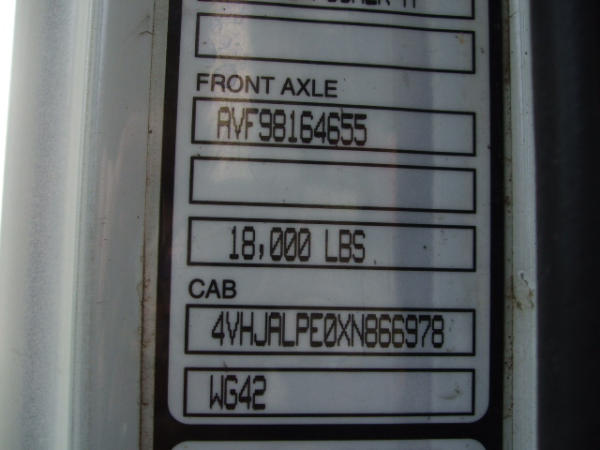 FRONT AXLE
AVF98164655
18,000 LBS
CAB
4VHJALPE0XN866978
WG42